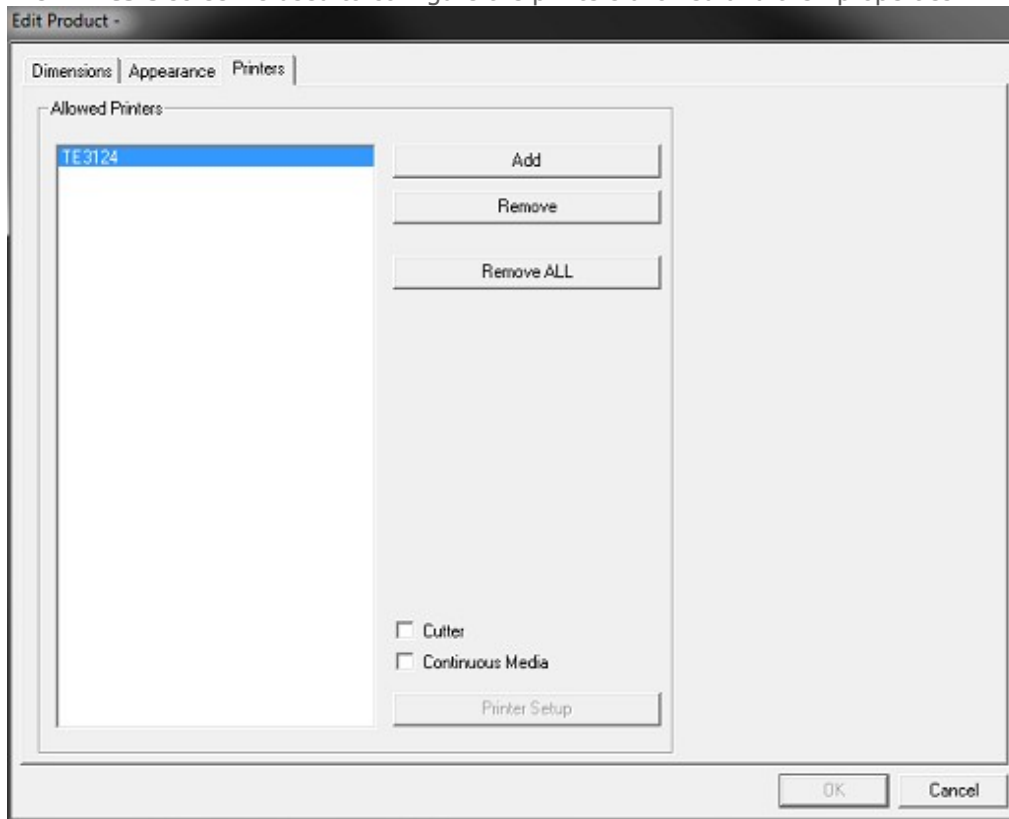 Edit Product -
Dimensions Appearance Printers
Allowed Printers
TE3124
Add
Remove
Remove ALL
Cutter
Continuous Media
Printer Setup
OK Cancel